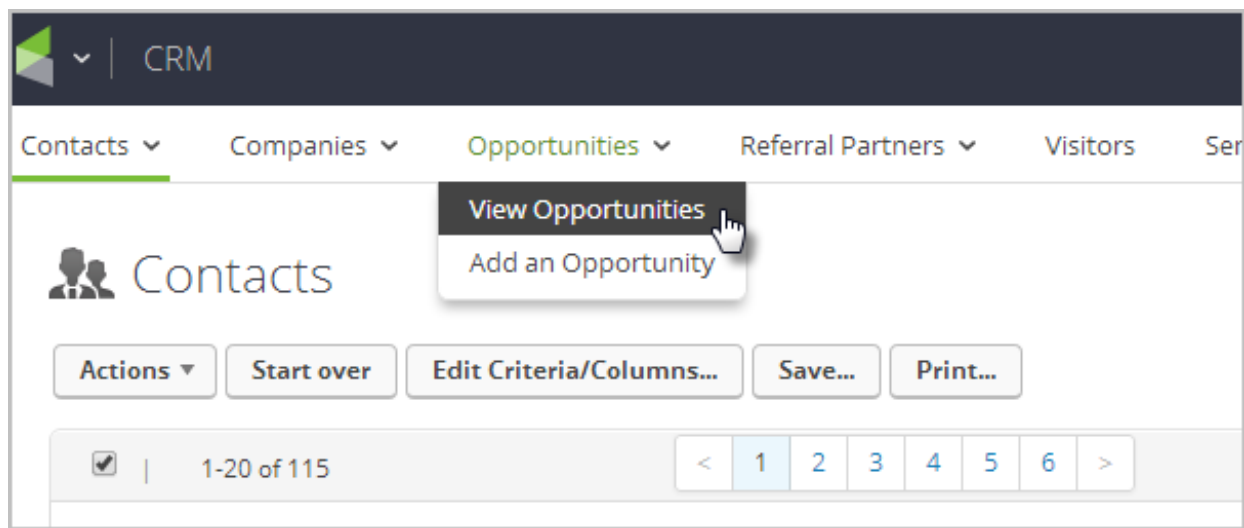 CRM
Contacts Companies Opportunities Referral Partners Visitors Ser
View Opportunities
Add an Opportunity
Contacts
Actions Start over Edit Criteria/Columns... Save... Print...
| 1-20 of 115 < 1 2 3 4 5 6 >